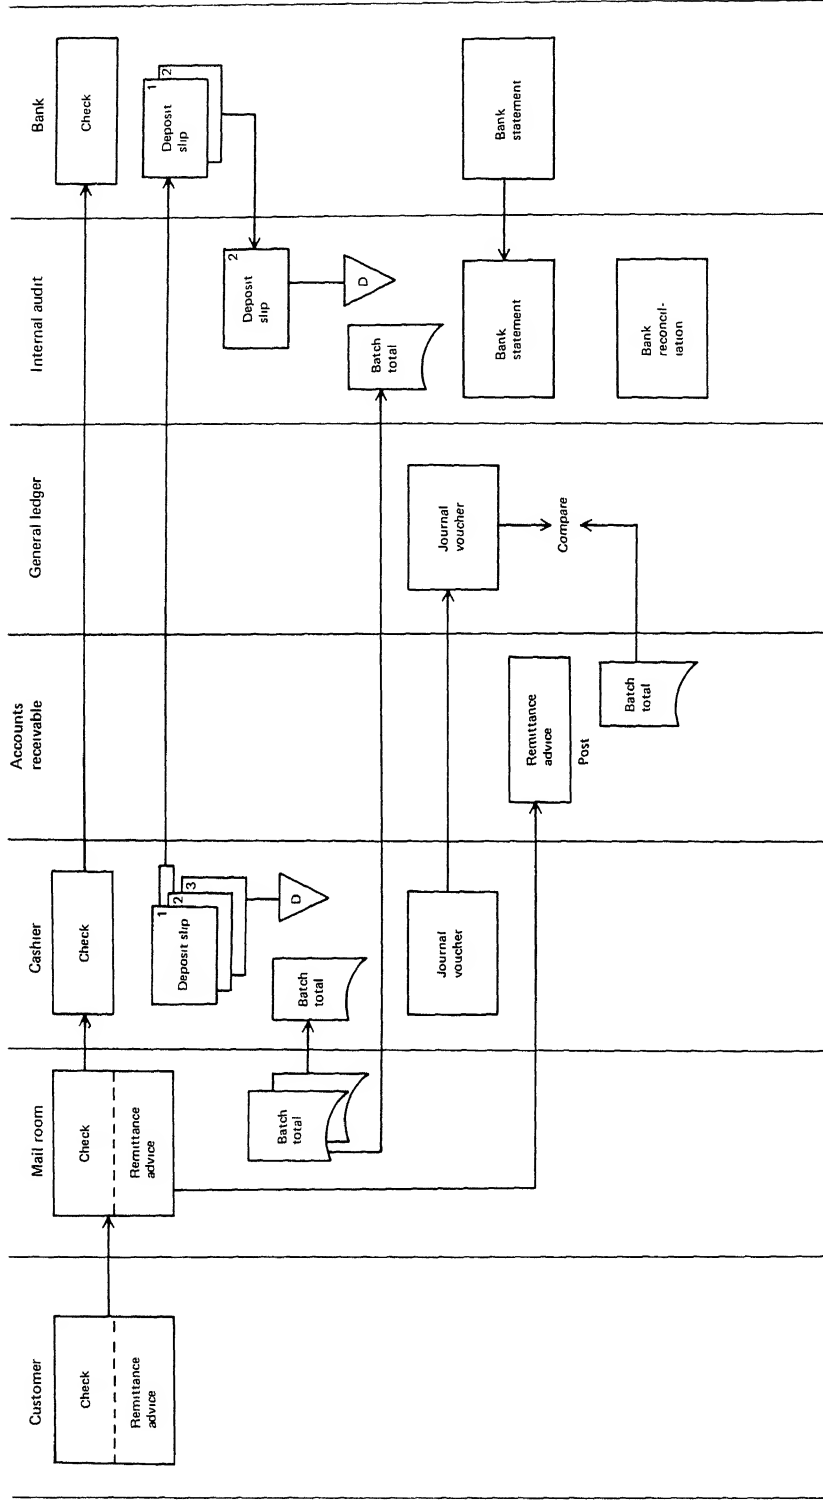 Customer
Mail room
Cashier
Accounts
receivable
General ledger
Internal audit
Bank
Check
Remittance
advice
Check
Remittance
advice
Check
Check
1
2
3
Deposit slip
1
2
Deposit
slip
2
Deposit
slip
D
D
Batch
total
Batch
total
Batch
total
Journal
voucher
Journal
voucher
Compare
Remittance
advice
Post
Batch
total
Bank
statement
Bank
statement
Bank
reconcil-
iation